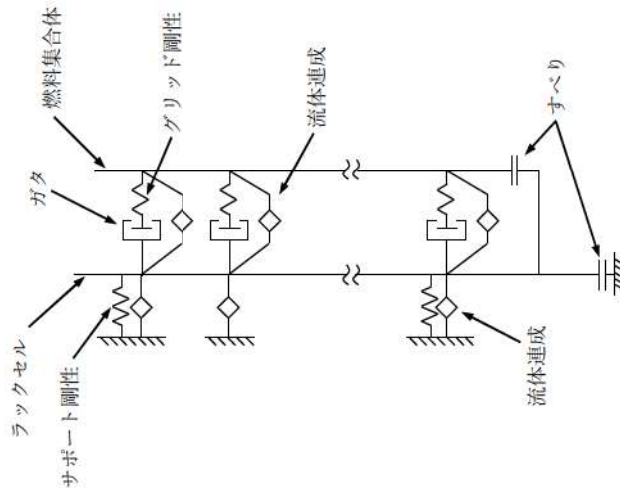 ラックセル
サポート剛性
ガタ
燃料集合体
グリッド剛性
流体連成
流体連成
すべり